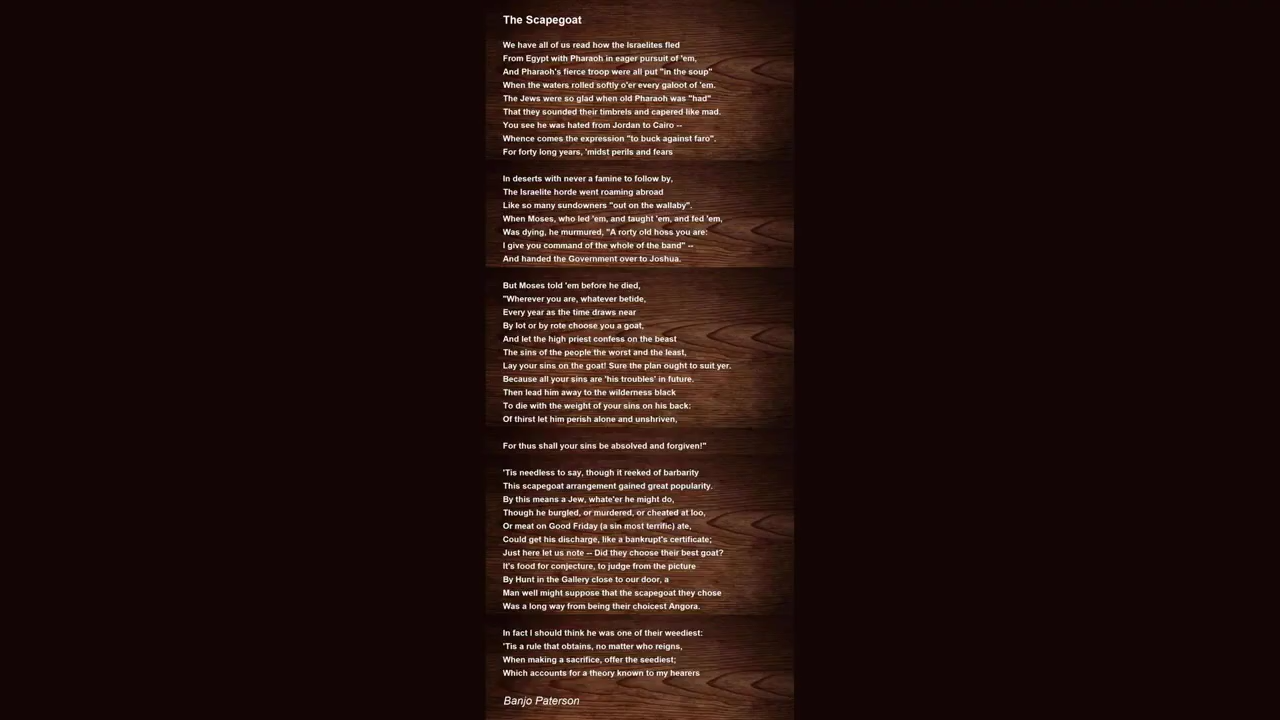 The Scapegoat
We have all of us read how the Israelites fled
From Egypt with Pharaoh in eager pursuit of 'em,
And Pharaoh's fierce troop were all put "in the soup"
When the waters rolled softly o'er every galoot of 'em.
The Jews were so glad when old Pharaoh was "had"
That they sounded their timbrels and capered like mad.
You see he was hated from Jordan to Cairo --
Whence comes the expression "to buck against faro".
For forty long years, 'midst perils and fears
In deserts with never a famine to follow by,
The Israelite horde went roaming abroad
Like so many sundowners "out on the wallaby".
When Moses, who led 'em, and taught 'em, and fed 'em,
Was dying, he murmured, "A rorty old hoss you are:
I give you command of the whole of the band" --
And handed the Government over to Joshua.
But Moses told 'em before he died,
"Wherever you are, whatever betide,
Every year as the time draws near
By lot or by rote choose you a goat,
And let the high priest confess on the beast
The sins of the people the worst and the least,
Lay your sins on the goat! Sure the plan ought to suit yer.
Because all your sins are 'his troubles' in future.
Then lead him away to the wilderness black
To die with the weight of your sins on his back:
Of thirst let him perish alone and unshriven,
For thus shall your sins be absolved and forgiven!"
'Tis needless to say, though it reeked of barbarity
This scapegoat arrangement gained great popularity.
By this means a Jew, whate'er he might do,
Though he burgled, or murdered, or cheated at loo,
Or meat on Good Friday (a sin most terrific) ate,
Could get his discharge, like a bankrupt's certificate;
Just here let us note -- Did they choose their best goat?
It's food for conjecture, to judge from the picture
By Hunt in the Gallery close to our door, a
Man well might suppose that the scapegoat they chose
Was a long way from being their choicest Angora.
In fact I should think he was one of their weediest:
'Tis a rule that obtains, no matter who reigns,
When making a sacrifice, offer the seediest;
Which accounts for a theory known to my hearers
Banjo Paterson